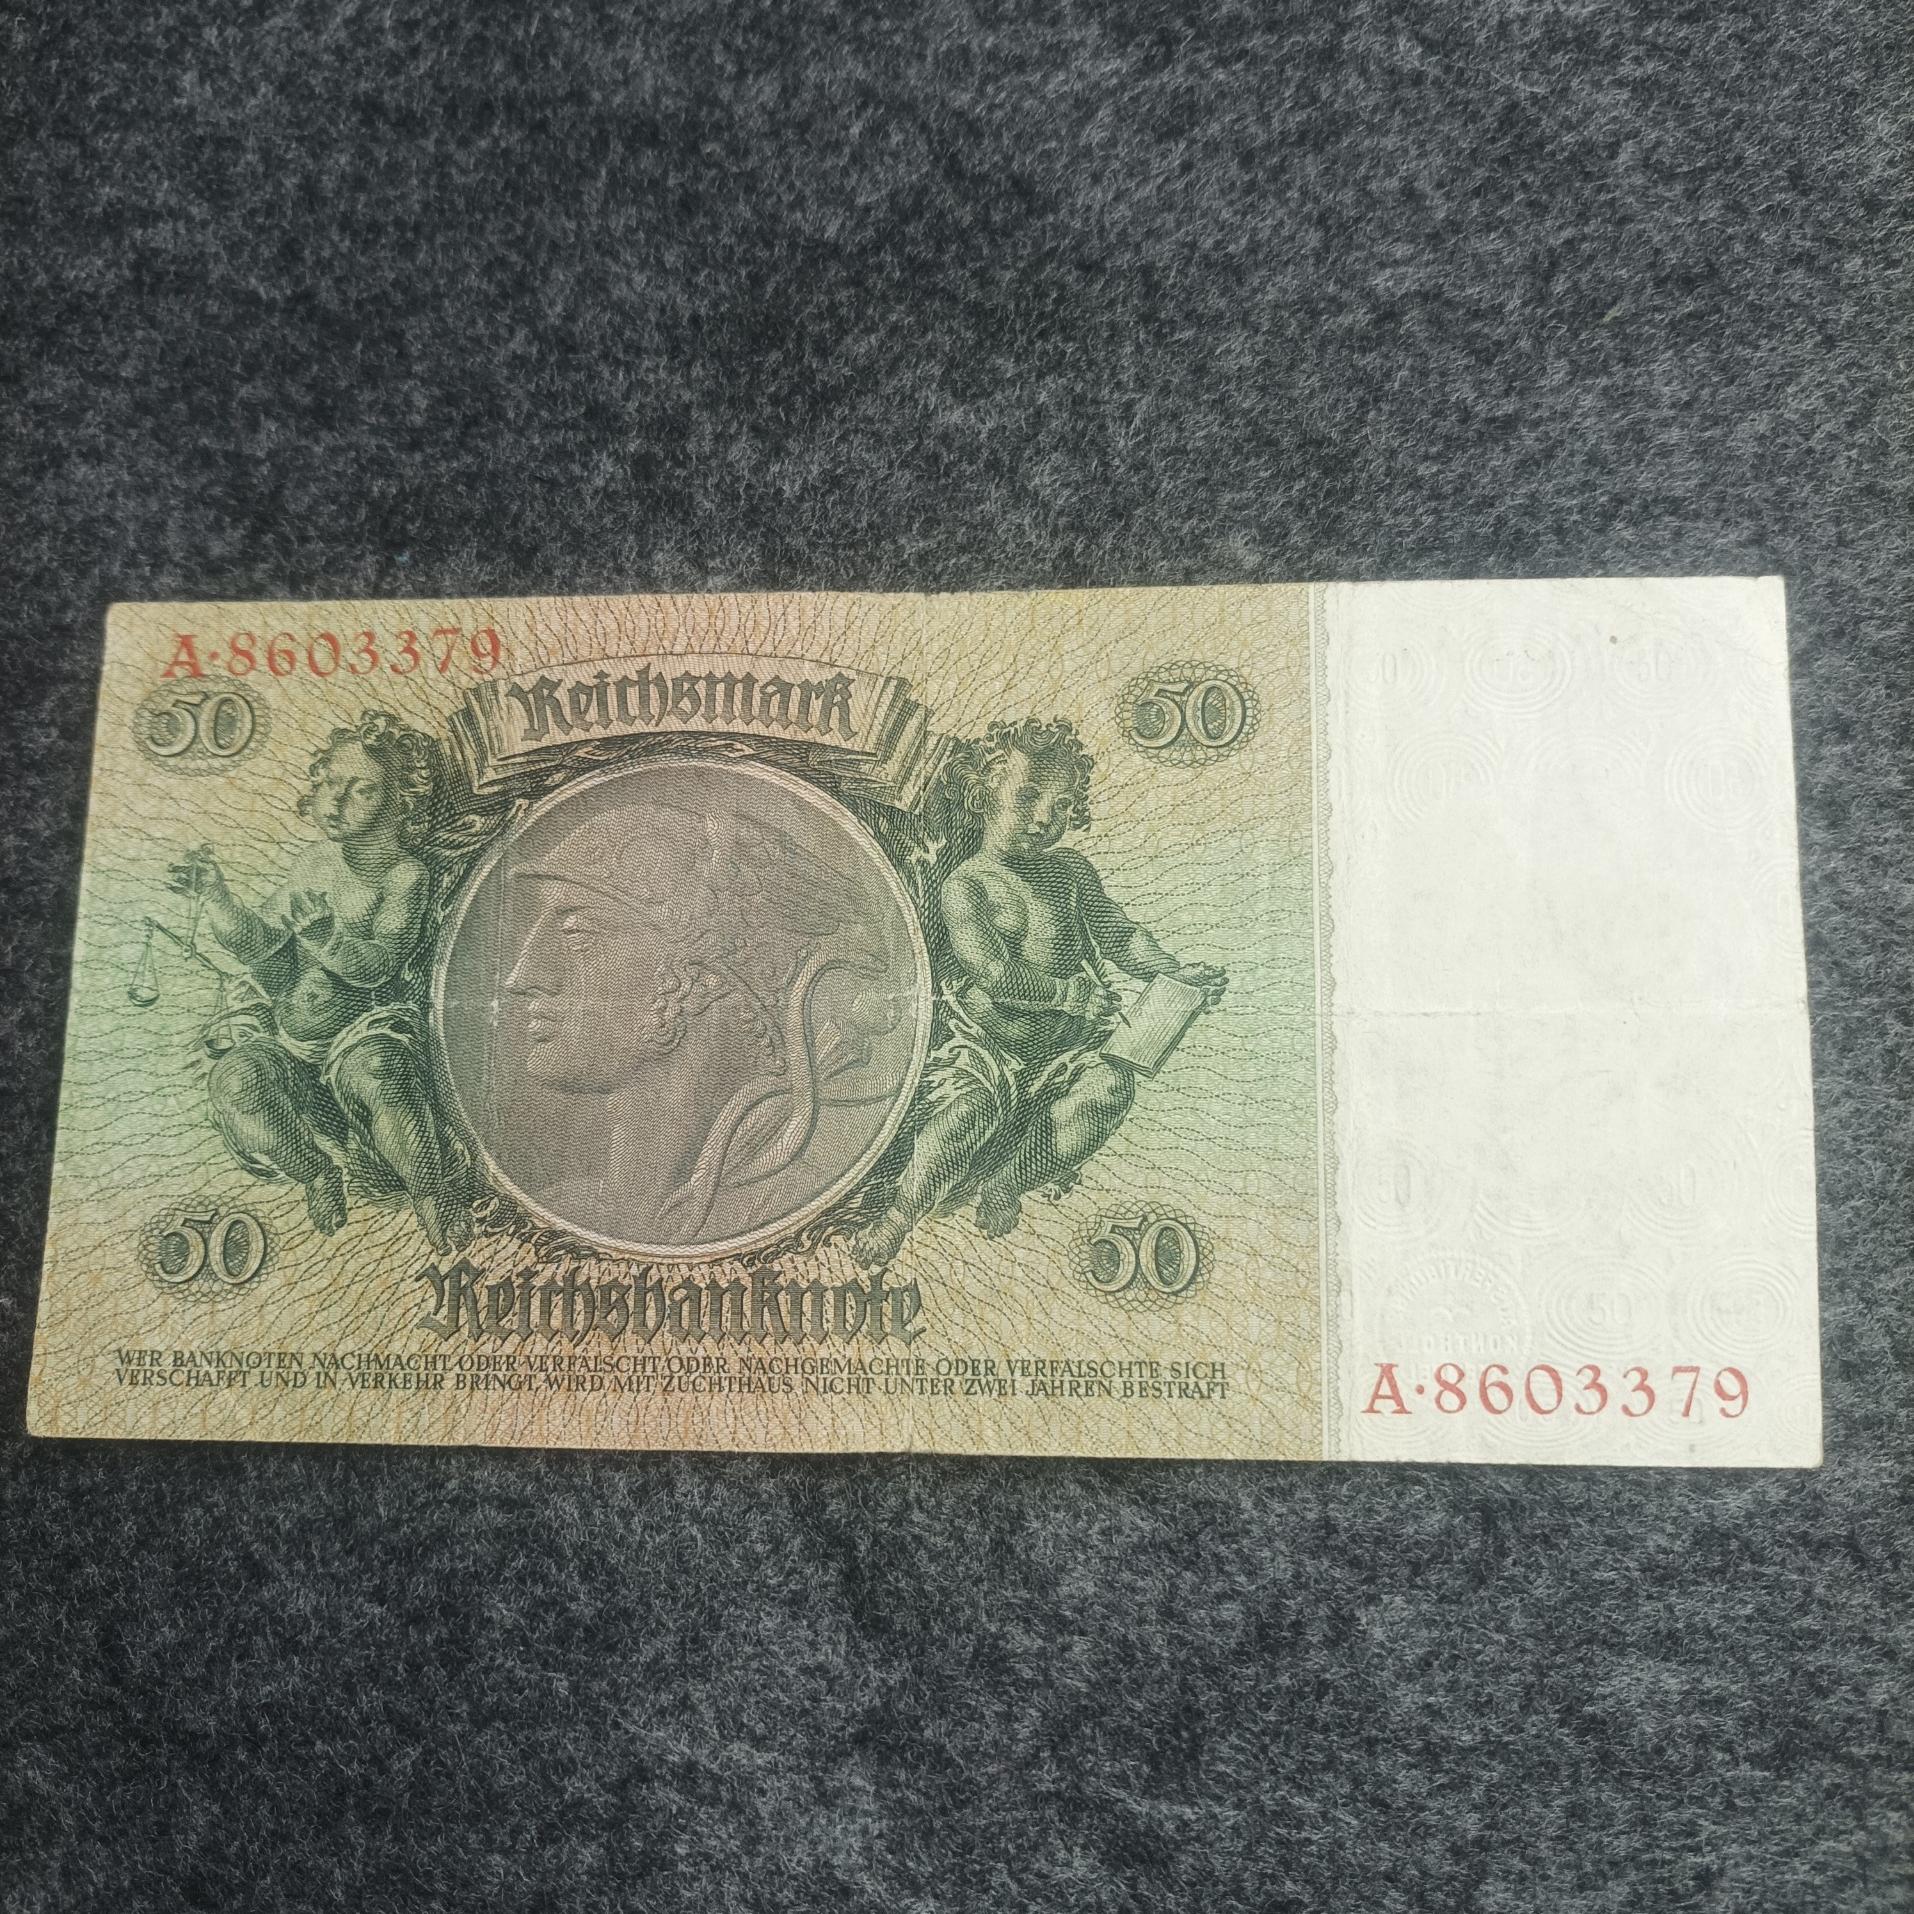 A·8603379
Reichsmark
50
50
50
50
Reichsbanknote
WER BANKNOTEN NACHMACHT ODER VERFÄLSCHT ODER NACHGEMACHTE ODER VERFÄLSCHTE SICH
VERSCHAFFT UND IN VERKEHR BRINGT, WIRD MIT ZUCHTHAUS NICHT UNTER ZWEI JAHREN BESTRAFT
A·8603379